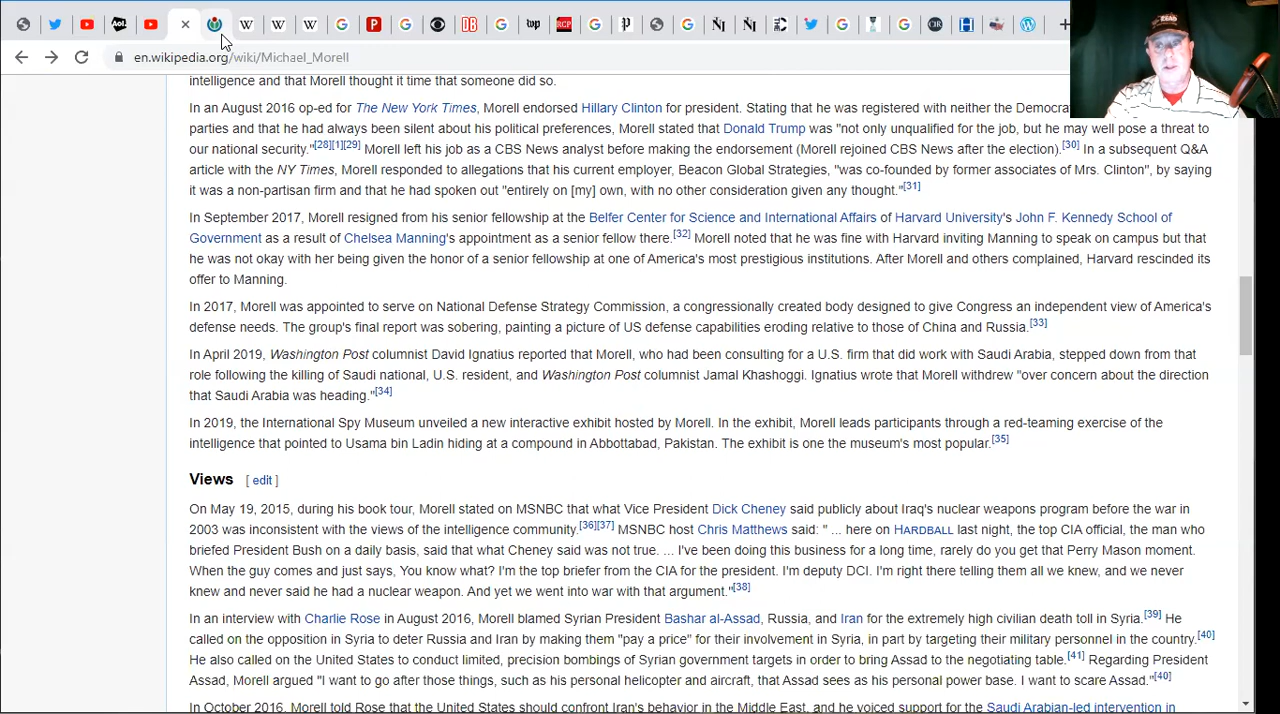 en.wikipedia.org/wiki/Michael_Morell
intelligence and that Morell thought it time that someone did so.
In an August 2016 op-ed for The New York Times, Morell endorsed Hillary Clinton for president. Stating that he was registered with neither the Democra
parties and that he had always been silent about his political preferences, Morell stated that Donald Trump was "not only unqualified for the job, but he may well pose a threat to
our national security."[28][1][29] Morell left his job as a CBS News analyst before making the endorsement (Morell rejoined CBS News after the election).[30] In a subsequent Q&A
article with the NY Times, Morell responded to allegations that his current employer, Beacon Global Strategies, "was co-founded by former associates of Mrs. Clinton", by saying
it was a non-partisan firm and that he had spoken out "entirely on [my] own, with no other consideration given any thought."[31]
In September 2017, Morell resigned from his senior fellowship at the Belfer Center for Science and International Affairs of Harvard University's John F. Kennedy School of
Government as a result of Chelsea Manning's appointment as a senior fellow there.[32] Morell noted that he was fine with Harvard inviting Manning to speak on campus but that
he was not okay with her being given the honor of a senior fellowship at one of America's most prestigious institutions. After Morell and others complained, Harvard rescinded its
offer to Manning.
In 2017, Morell was appointed to serve on National Defense Strategy Commission, a congressionally created body designed to give Congress an independent view of America's
defense needs. The group's final report was sobering, painting a picture of US defense capabilities eroding relative to those of China and Russia.[33]
In April 2019, Washington Post columnist David Ignatius reported that Morell, who had been consulting for a U.S. firm that did work with Saudi Arabia, stepped down from that
role following the killing of Saudi national, U.S. resident, and Washington Post columnist Jamal Khashoggi. Ignatius wrote that Morell withdrew "over concern about the direction
that Saudi Arabia was heading."[34]
In 2019, the International Spy Museum unveiled a new interactive exhibit hosted by Morell. In the exhibit, Morell leads participants through a red-teaming exercise of the
intelligence that pointed to Usama bin Ladin hiding at a compound in Abbottabad, Pakistan. The exhibit is one the museum's most popular.[35]
Views [ edit ]
On May 19, 2015, during his book tour, Morell stated on MSNBC that what Vice President Dick Cheney said publicly about Iraq's nuclear weapons program before the war in
2003 was inconsistent with the views of the intelligence community.[36][37] MSNBC host Chris Matthews said: " ... here on HARDBALL last night, the top CIA official, the man who
briefed President Bush on a daily basis, said that what Cheney said was not true. ... I've been doing this business for a long time, rarely do you get that Perry Mason moment.
When the guy comes and just says, You know what? I'm the top briefer from the CIA for the president. I'm deputy DCI. I'm right there telling them all we knew, and we never
knew and never said he had a nuclear weapon. And yet we went into war with that argument."[38]
In an interview with Charlie Rose in August 2016, Morell blamed Syrian President Bashar al-Assad, Russia, and Iran for the extremely high civilian death toll in Syria.[39] He
called on the opposition in Syria to deter Russia and Iran by making them "pay a price" for their involvement in Syria, in part by targeting their military personnel in the country.[40]
He also called on the United States to conduct limited, precision bombings of Syrian government targets in order to bring Assad to the negotiating table.[41] Regarding President
Assad, Morell argued "I want to go after those things, such as his personal helicopter and aircraft, that Assad sees as his personal power base. I want to scare Assad."[40]
In October 2016, Morell told Rose that the United States should confront Iran's behavior in the Middle East, and he voiced support for the Saudi Arabian-led intervention in